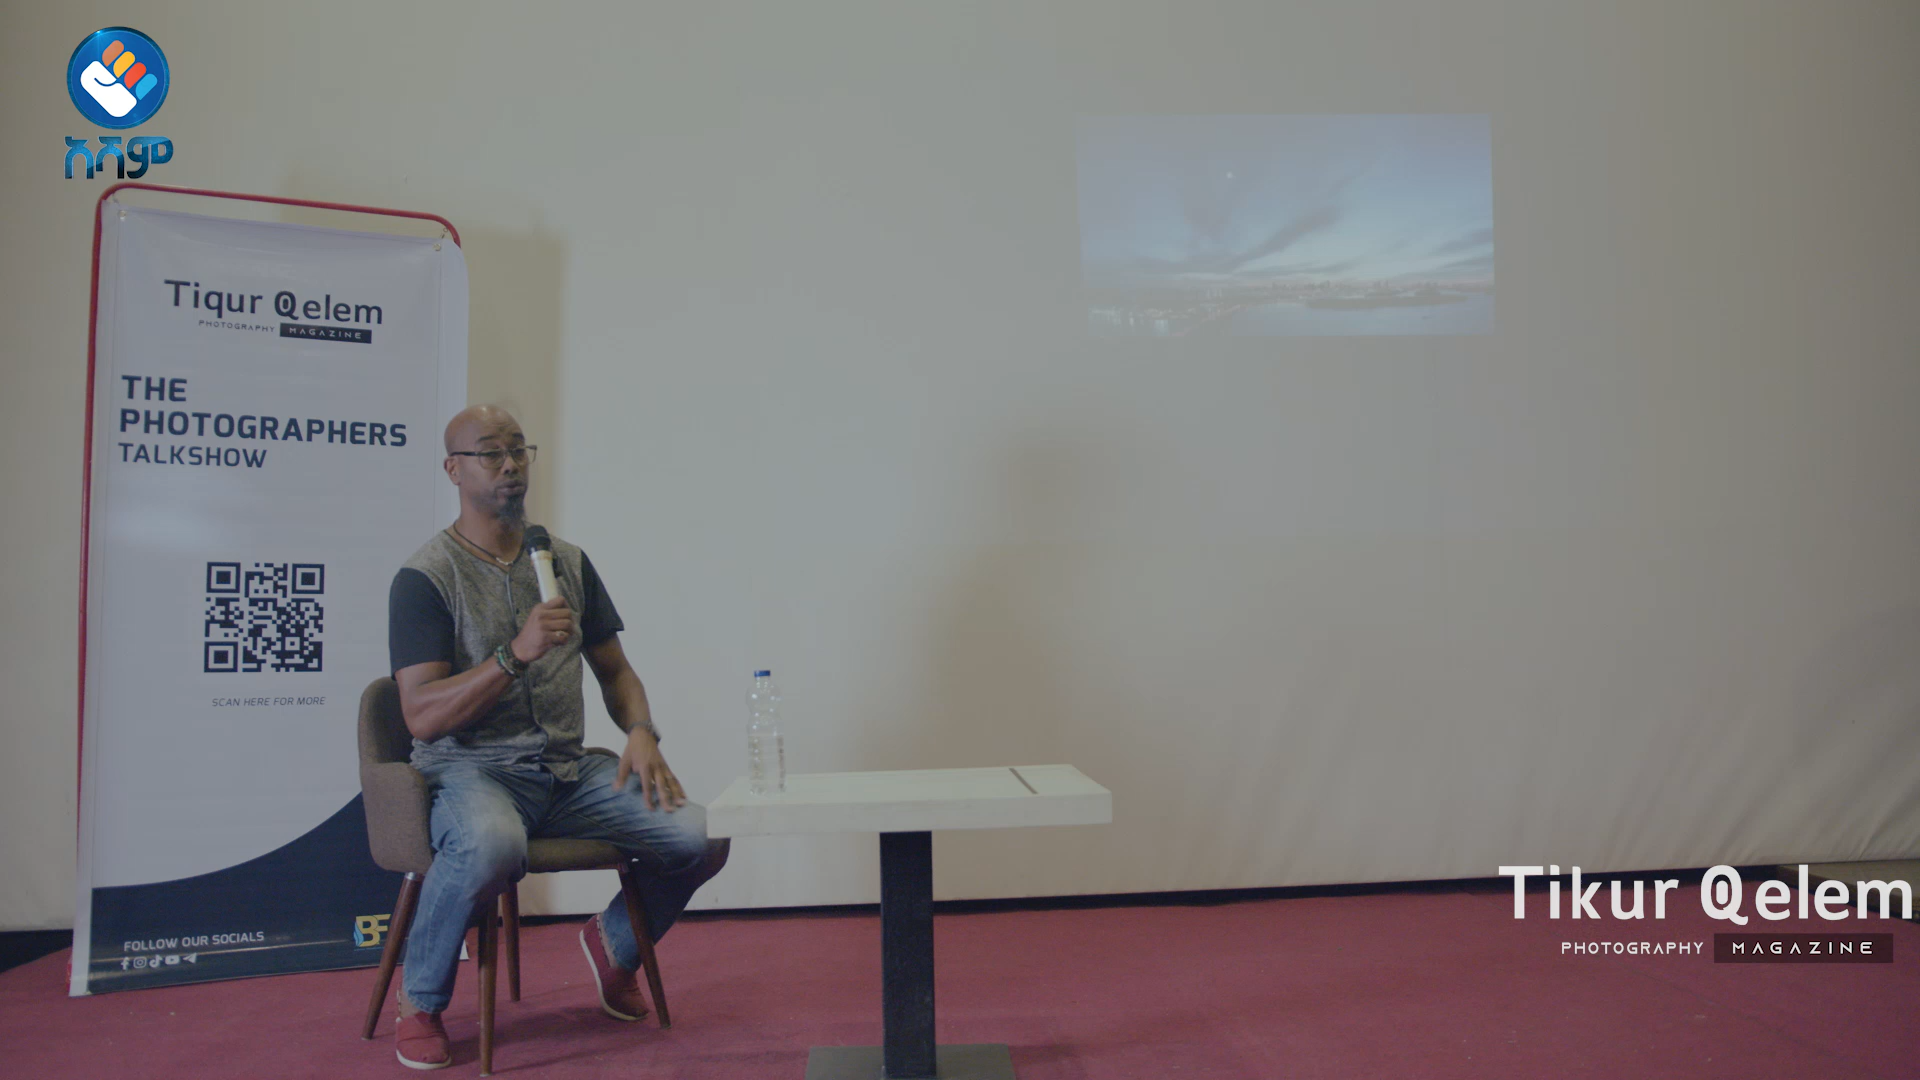 አሻም
Tiqur Qelem
PHOTOGRAPHY MAGAZINE
THE
PHOTOGRAPHERS
TALKSHOW
SCAN HERE FOR MORE
FOLLOW OUR SOCIALS
BF
Tikur Qelem
PHOTOGRAPHY MAGAZINE